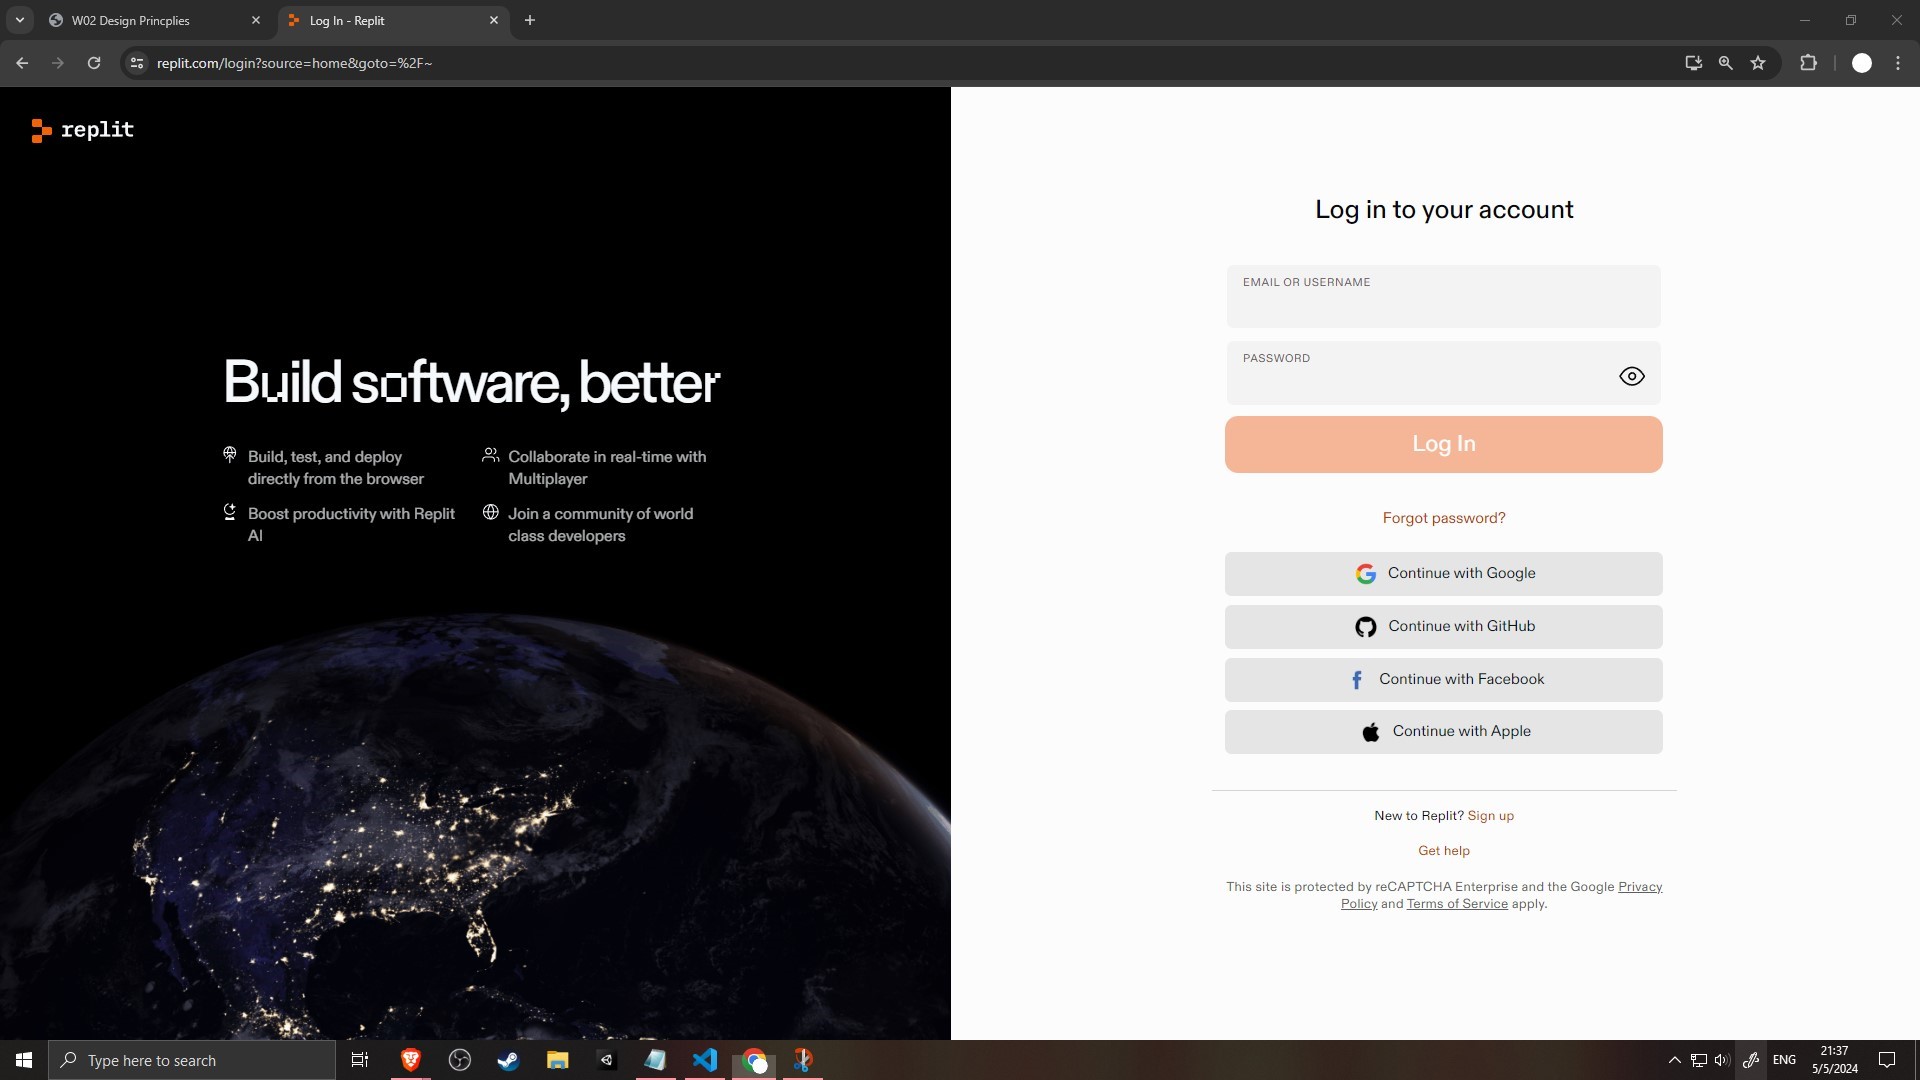 W02 Design Princplies
Log In - Replit
replit.com/login?source=home&goto=%2F~
replit
Build software, better
Build, test, and deploy
directly from the browser
Collaborate in real-time with
Multiplayer
Boost productivity with Replit
AI
Join a community of world
class developers
Log in to your account
EMAIL OR USERNAME
PASSWORD
Log In
Forgot password?
Continue with Google
Continue with GitHub
Continue with Facebook
Continue with Apple
New to Replit? Sign up
Get help
This site is protected by reCAPTCHA Enterprise and the Google Privacy
Policy and Terms of Service apply.
Type here to search
ENG
21:37
5/5/2024